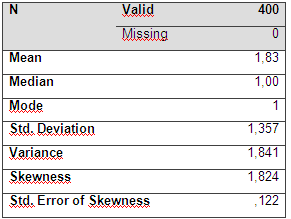 N Valid 400
Missing 0
Mean 1,83
Median 1,00
Mode 1
Std. Deviation 1,357
Variance 1,841
Skewness 1,824
Std. Error of Skewness ,122